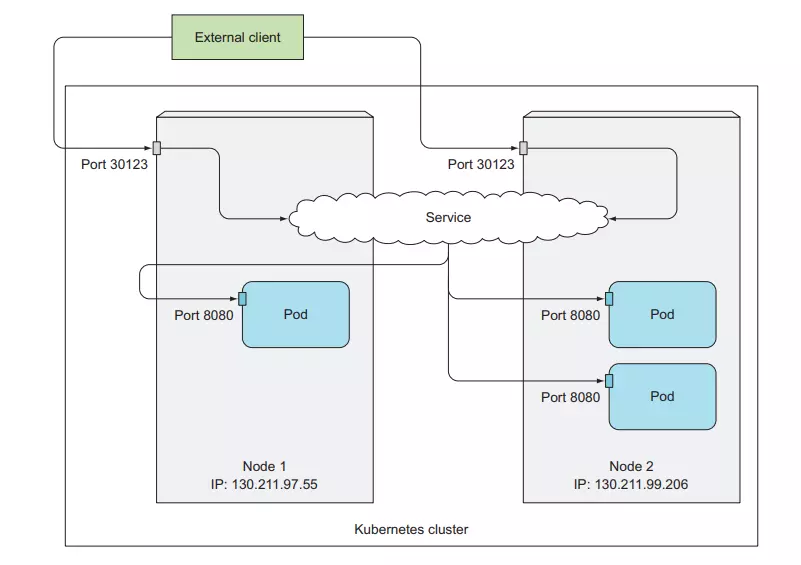 External client
Port 30123
Port 30123
Service
Port 8080
Pod
Port 8080
Pod
Port 8080
Pod
Node 1
IP: 130.211.97.55
Node 2
IP: 130.211.99.206
Kubernetes cluster